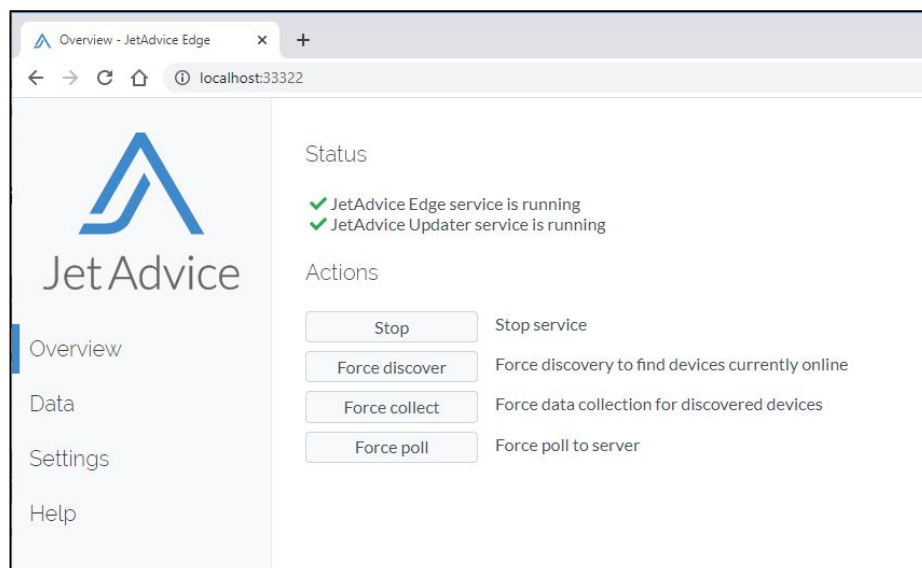 Overview - JetAdvice Edge
localhost:33322
JetAdvice
Overview
Data
Settings
Help
Status
JetAdvice Edge service is running
JetAdvice Updater service is running
Actions
Stop Stop service
Force discover Force discovery to find devices currently online
Force collect Force data collection for discovered devices
Force poll Force poll to server